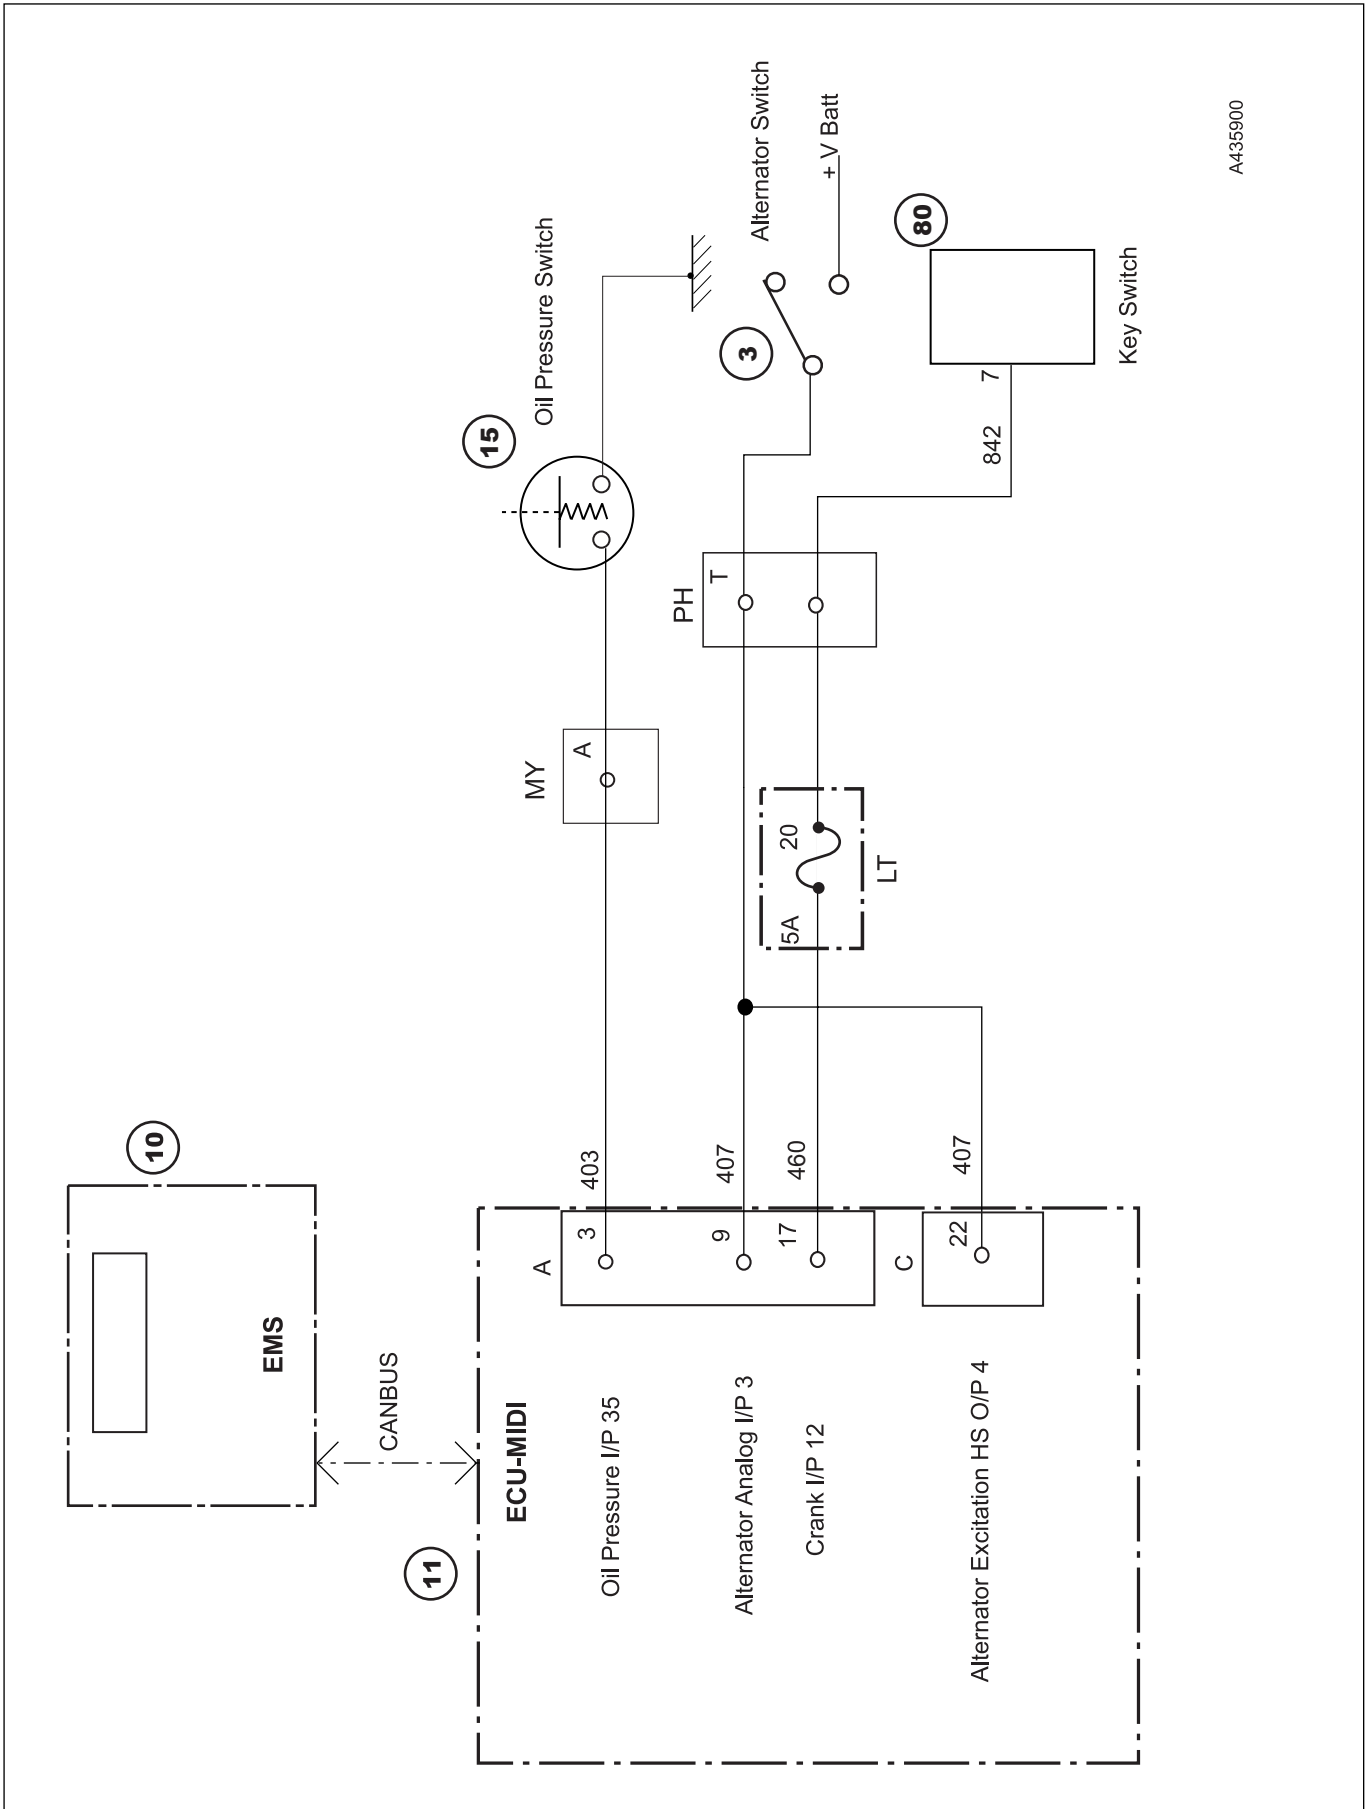 10
EMS
CANBUS
11
ECU-MIDI
A
Oil Pressure I/P 35
3
403
MY
A
15
Oil Pressure Switch
Alternator Analog I/P 3
9
407
PH
T
3
Alternator Switch
+ V Batt
Crank I/P 12
17
460
5A
20
LT
C
Alternator Excitation HS O/P 4
22
407
842
7
80
Key Switch
A435900